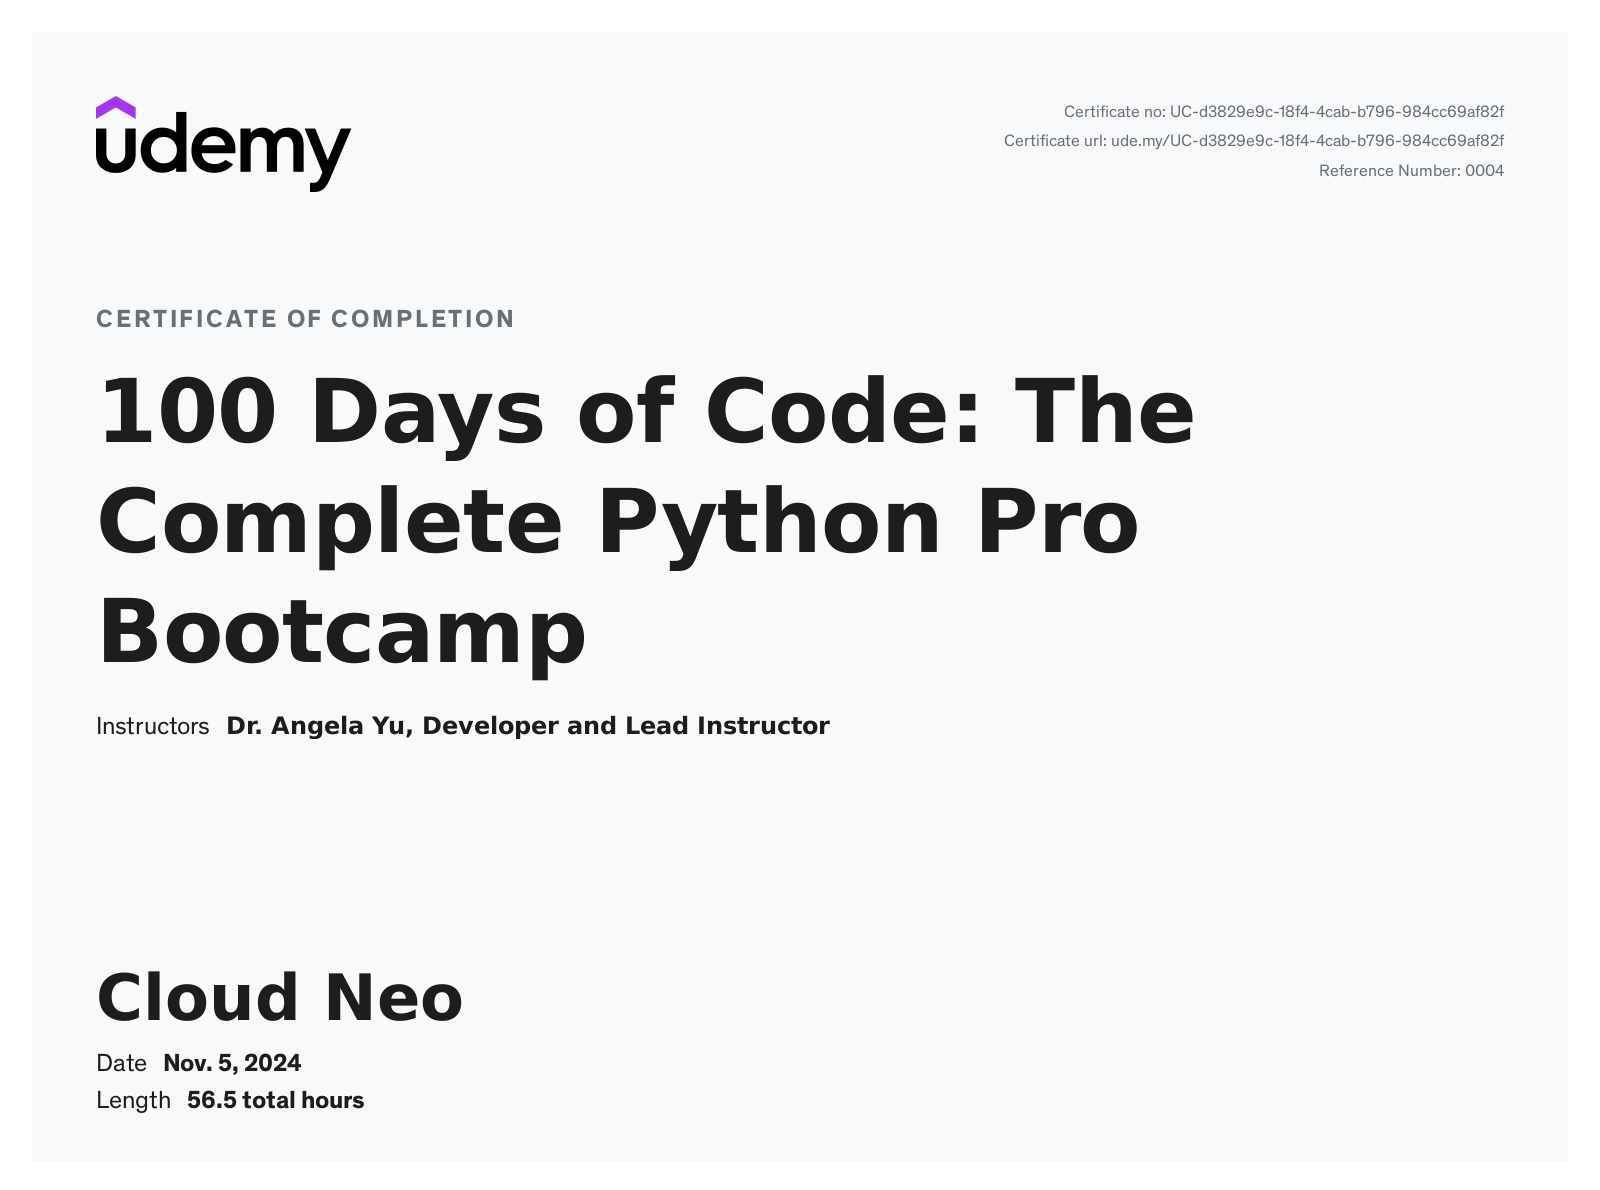 udemy
Certificate no: UC-d3829e9c-18f4-4cab-b796-984cc69af82f
Certificate url: ude.my/UC-d3829e9c-18f4-4cab-b796-984cc69af82f
Reference Number: 0004
CERTIFICATE OF COMPLETION
100 Days of Code: The
Complete Python Pro
Bootcamp
Instructors Dr. Angela Yu, Developer and Lead Instructor
Cloud Neo
Date Nov. 5, 2024
Length 56.5 total hours